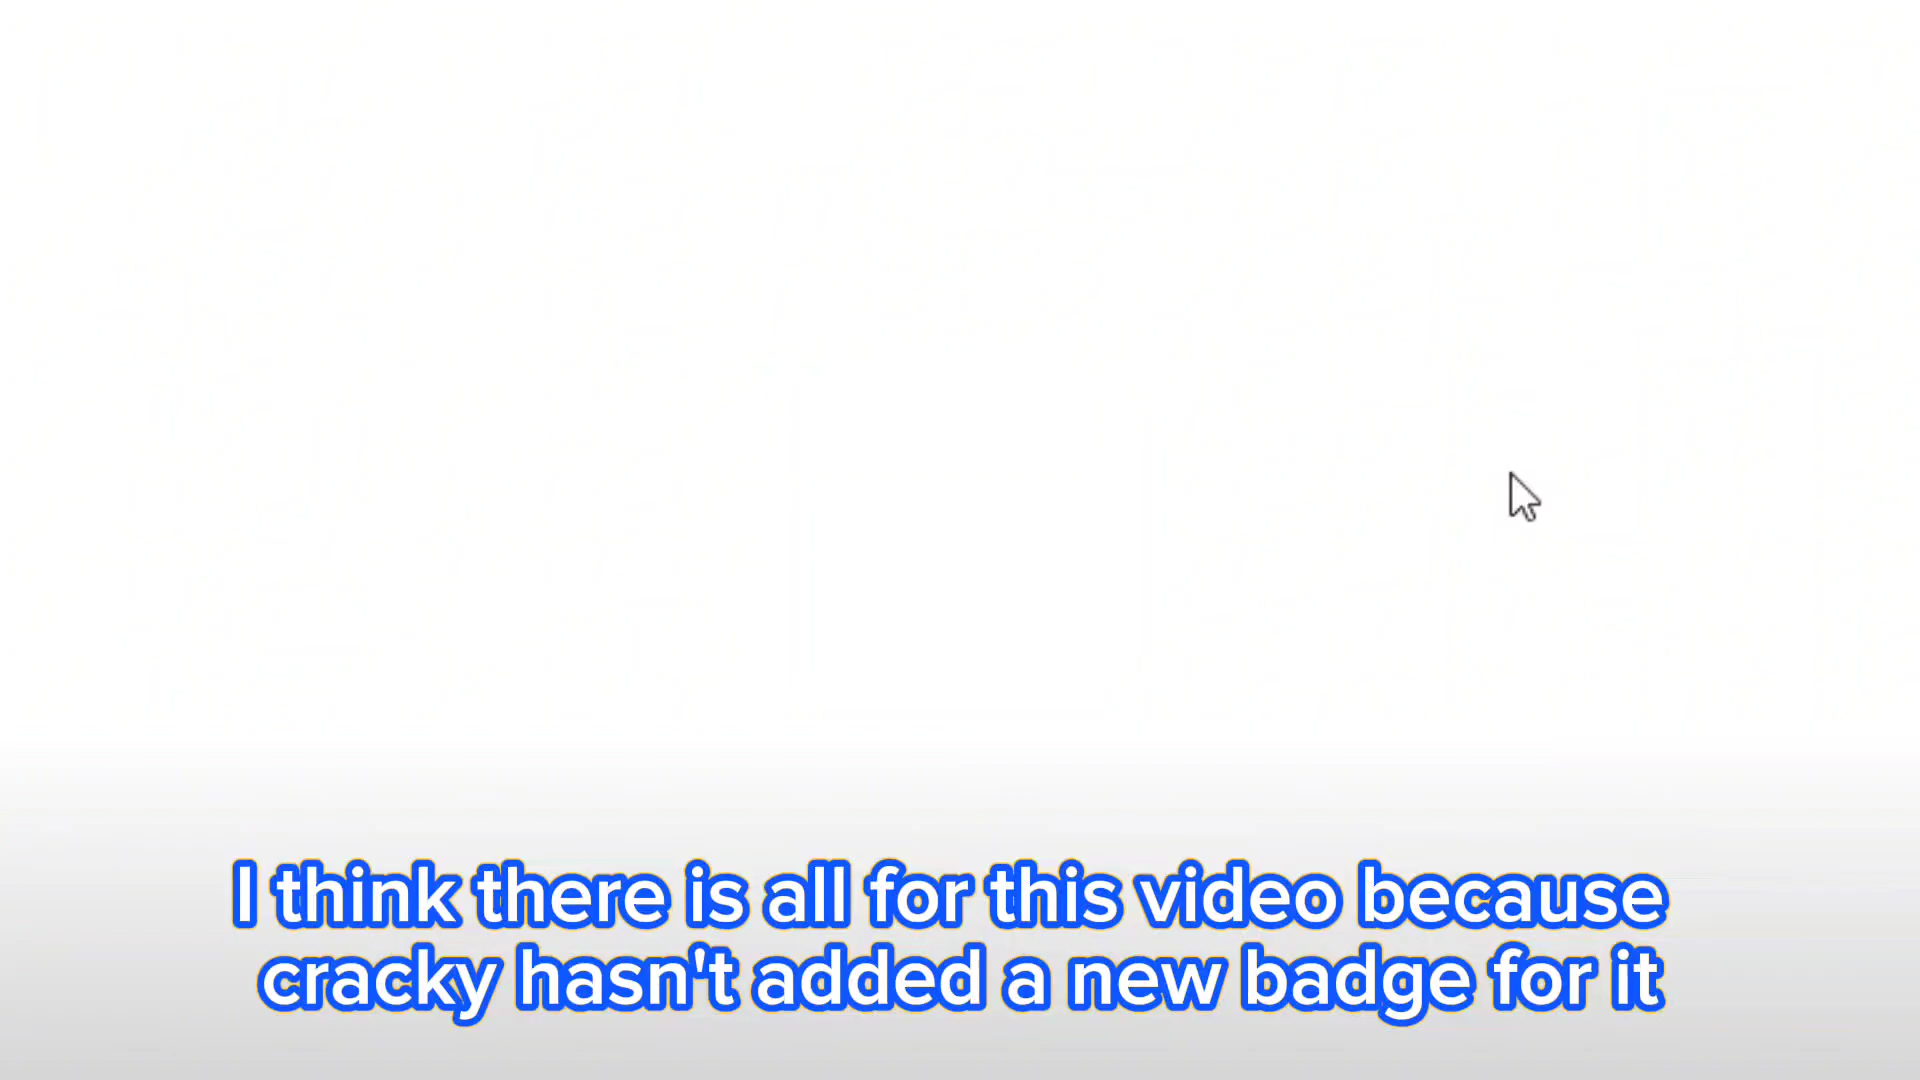 I think there is all for this video because
cracky hasn't added a new badge for it